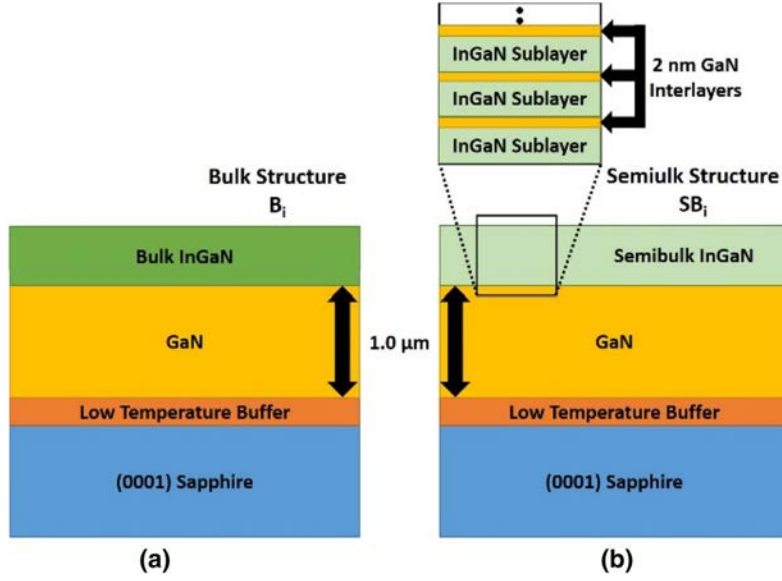 InGaN Sublayer
InGaN Sublayer
InGaN Sublayer
2 nm GaN
Interlayers
Bulk Structure
Bᵢ
Semiulk Structure
SBᵢ
Bulk InGaN
Semibulk InGaN
GaN
1.0 µm
GaN
Low Temperature Buffer
Low Temperature Buffer
(0001) Sapphire
(0001) Sapphire
(a)
(b)